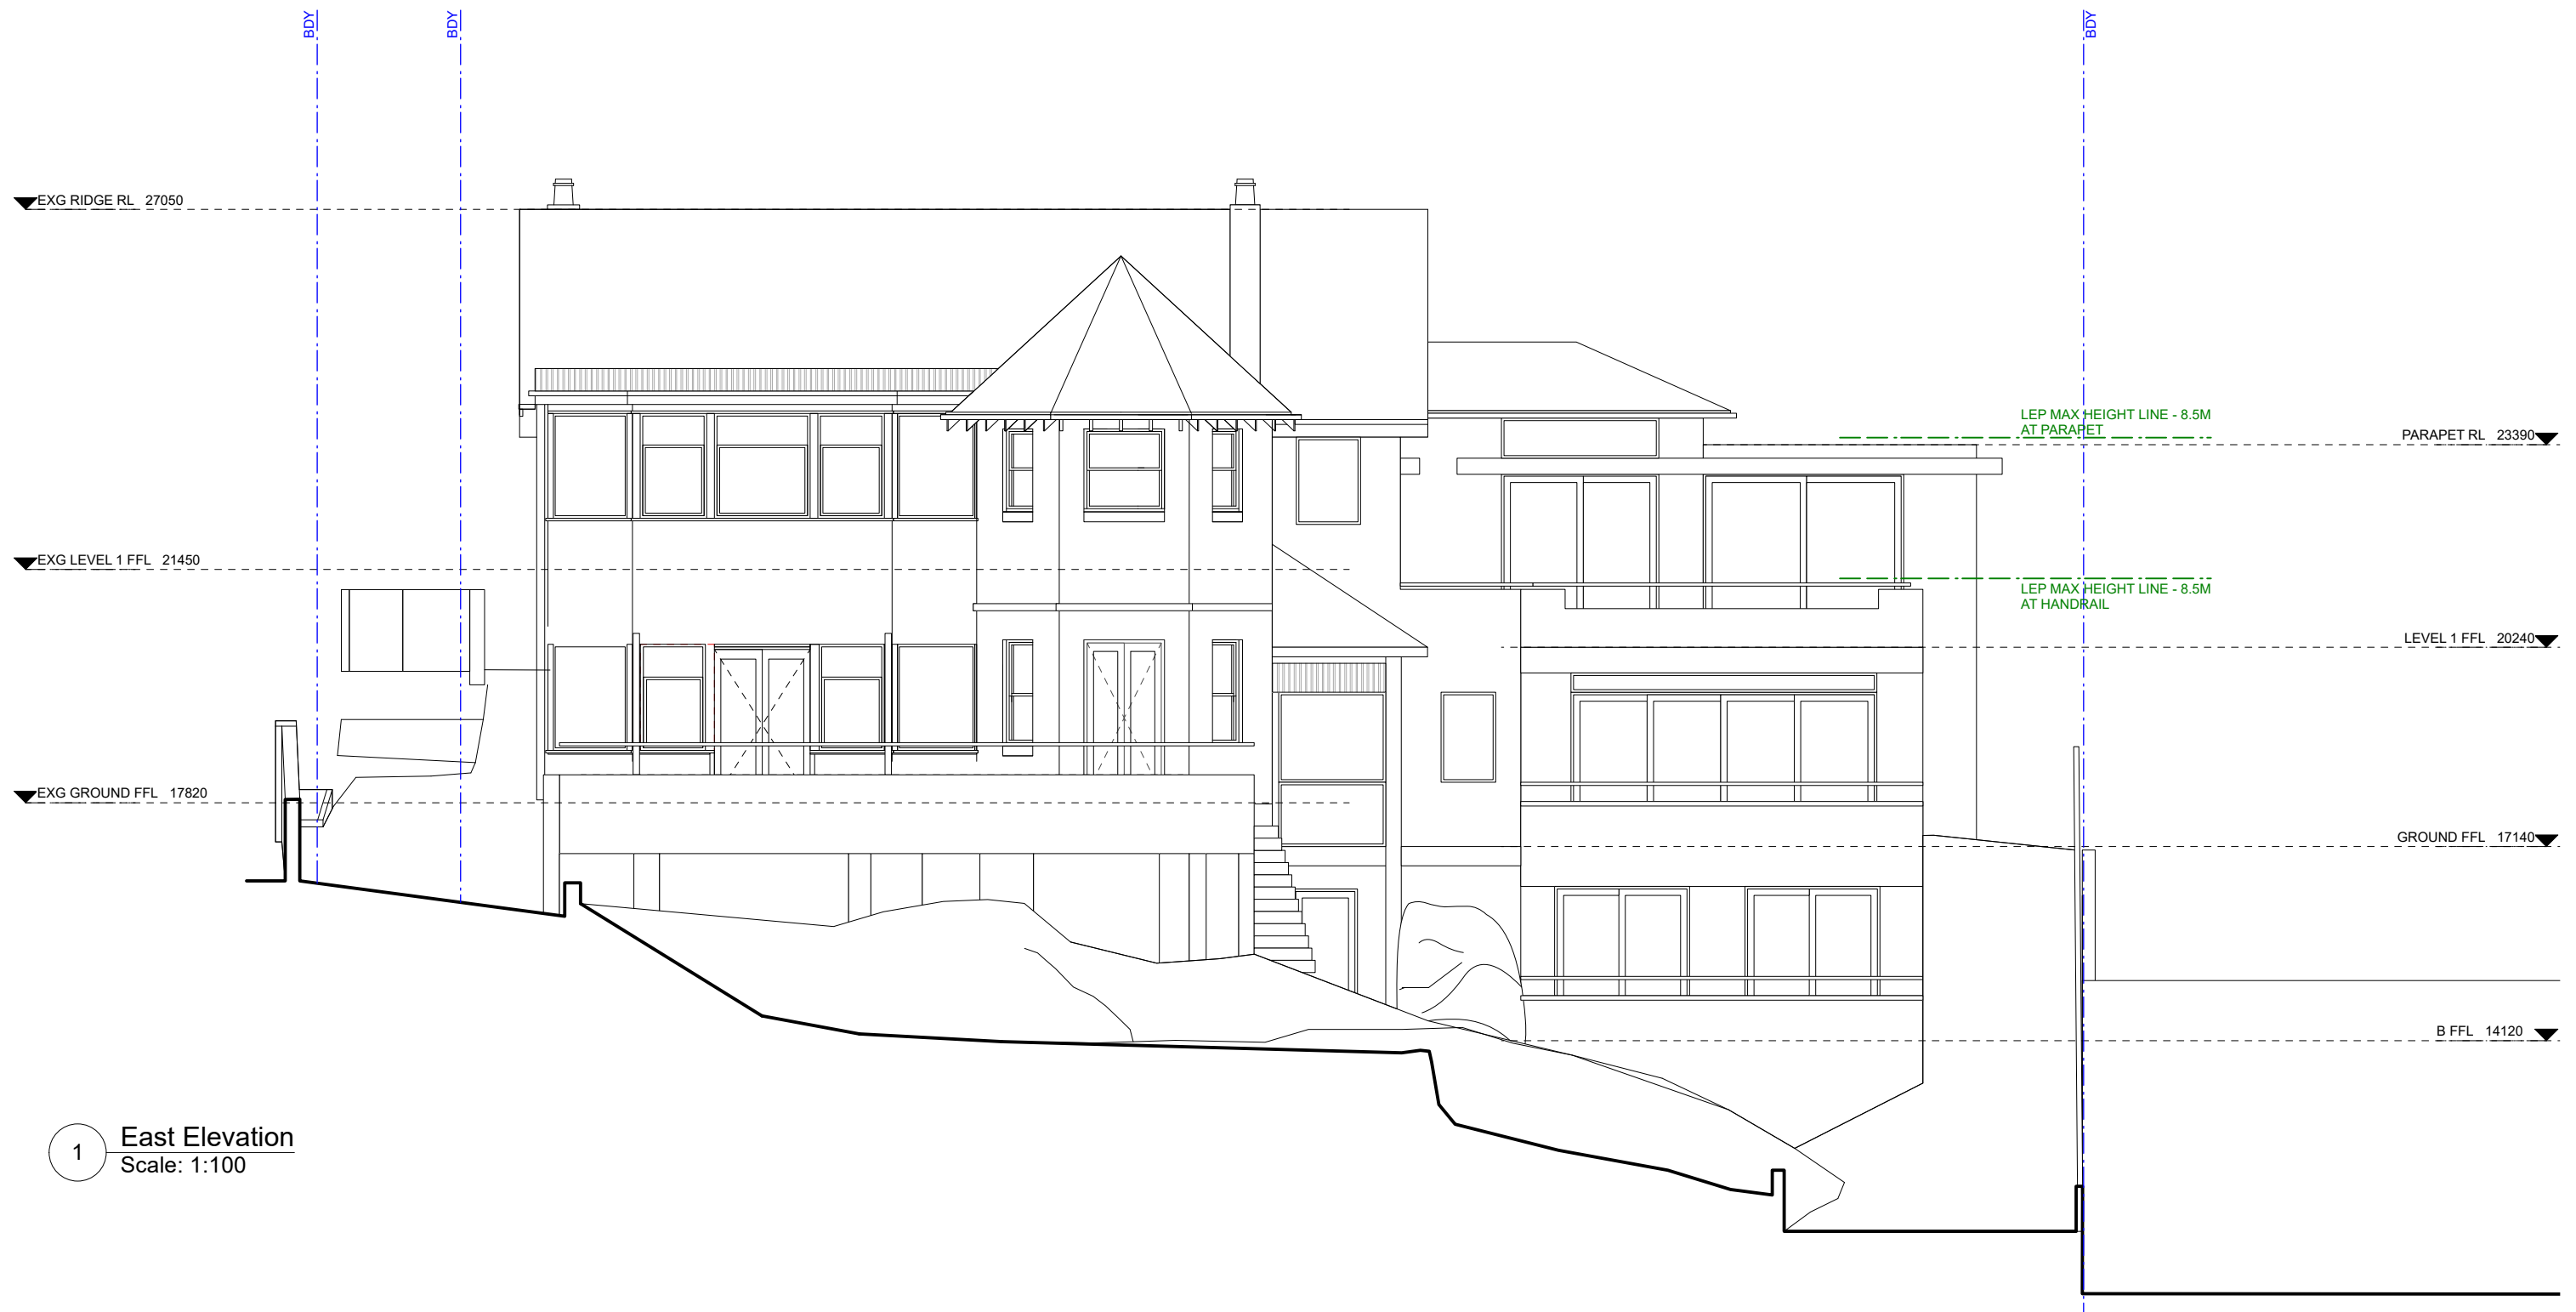 BDY
BDY
BDY
EXG RIDGE RL 27050
LEP MAX HEIGHT LINE - 8.5M
AT PARAPET
PARAPET RL 23390
EXG LEVEL 1 FFL 21450
LEP MAX HEIGHT LINE - 8.5M
AT HANDRAIL
LEVEL 1 FFL 20240
EXG GROUND FFL 17820
GROUND FFL 17140
B FFL 14120
1
East Elevation
Scale: 1:100